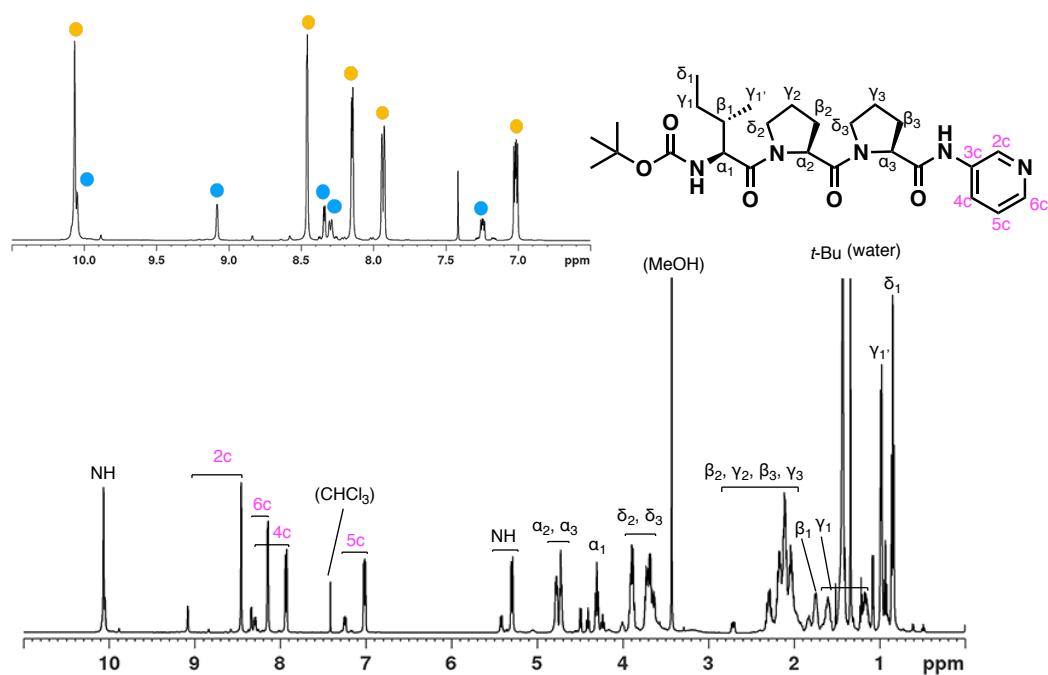 10.0 9.5 9.0 8.5 8.0 7.5 7.0 ppm
δ1
γ1 β1 γ1' γ2 β2 γ3 β3
δ2 δ3
O O N H α1 O N α2 O N α3 O NH
2c
3c N
4c 6c
5c
(MeOH) t-Bu (water)
δ1
γ1'
2c
NH
6c (CHCl3)
4c
5c
NH
α2, α3
α1
δ2, δ3
β2, γ2, β3, γ3
β1 γ1
10 9 8 7 6 5 4 3 2 1 ppm